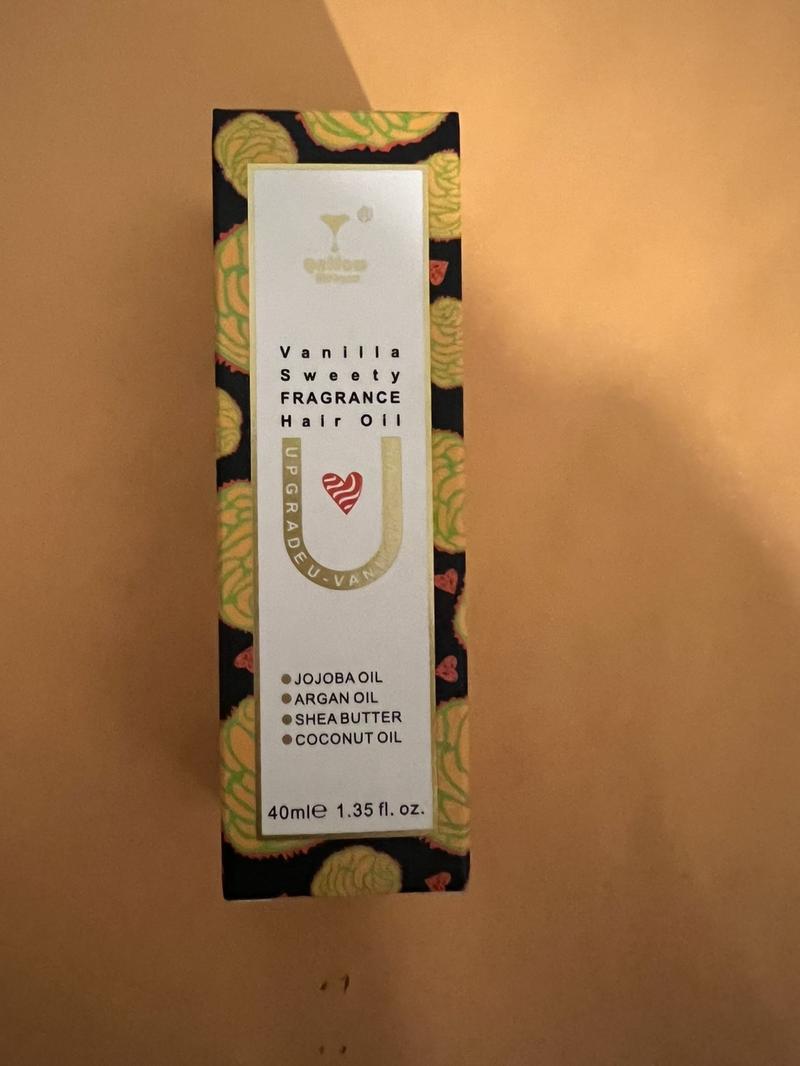 Vanilla
Sweety
FRAGRANCE
Hair Oil
UPGRADEU-VAN
JOJOBA OIL
ARGAN OIL
SHEA BUTTER
COCONUT OIL
40ml℮ 1.35 fl. oz.